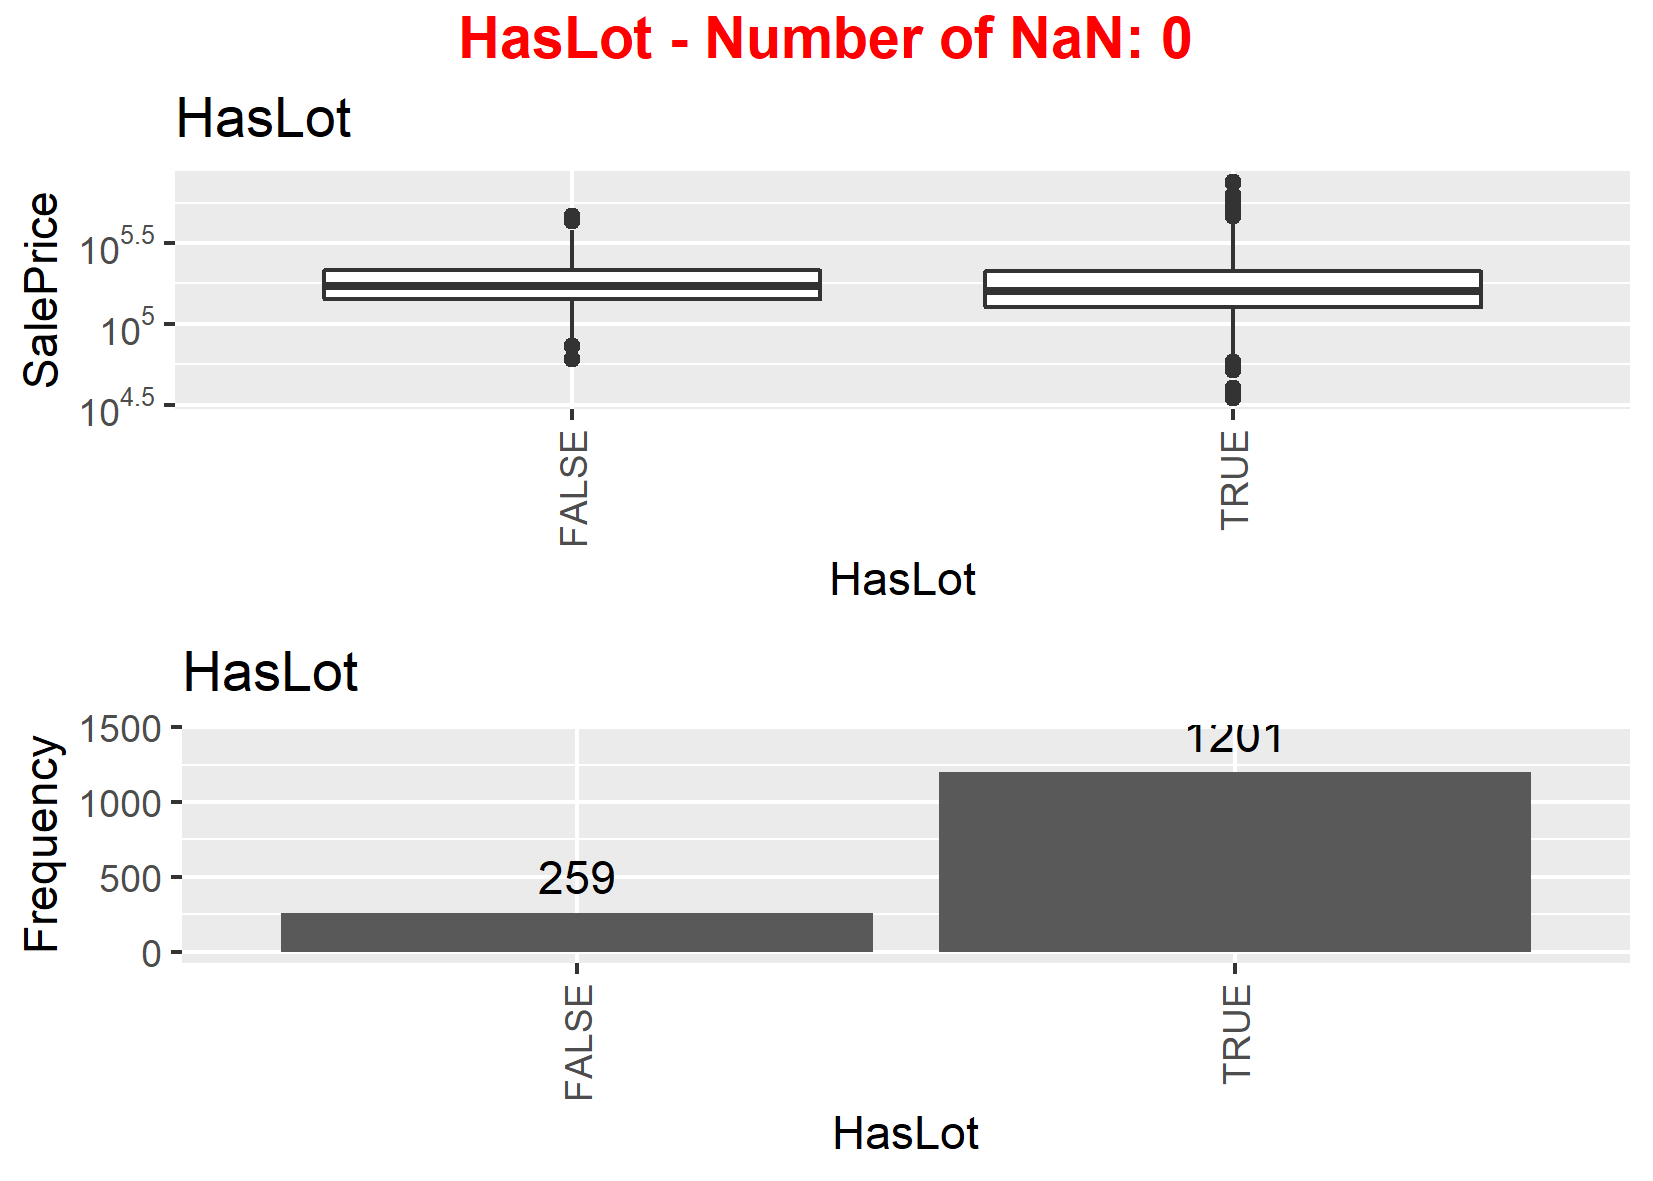 HasLot - Number of NaN: 0
HasLot
SalePrice
10^5.5
10^5
10^4.5
FALSE
TRUE
HasLot
HasLot
Frequency
1500
1000
500
0
259
1201
FALSE
TRUE
HasLot